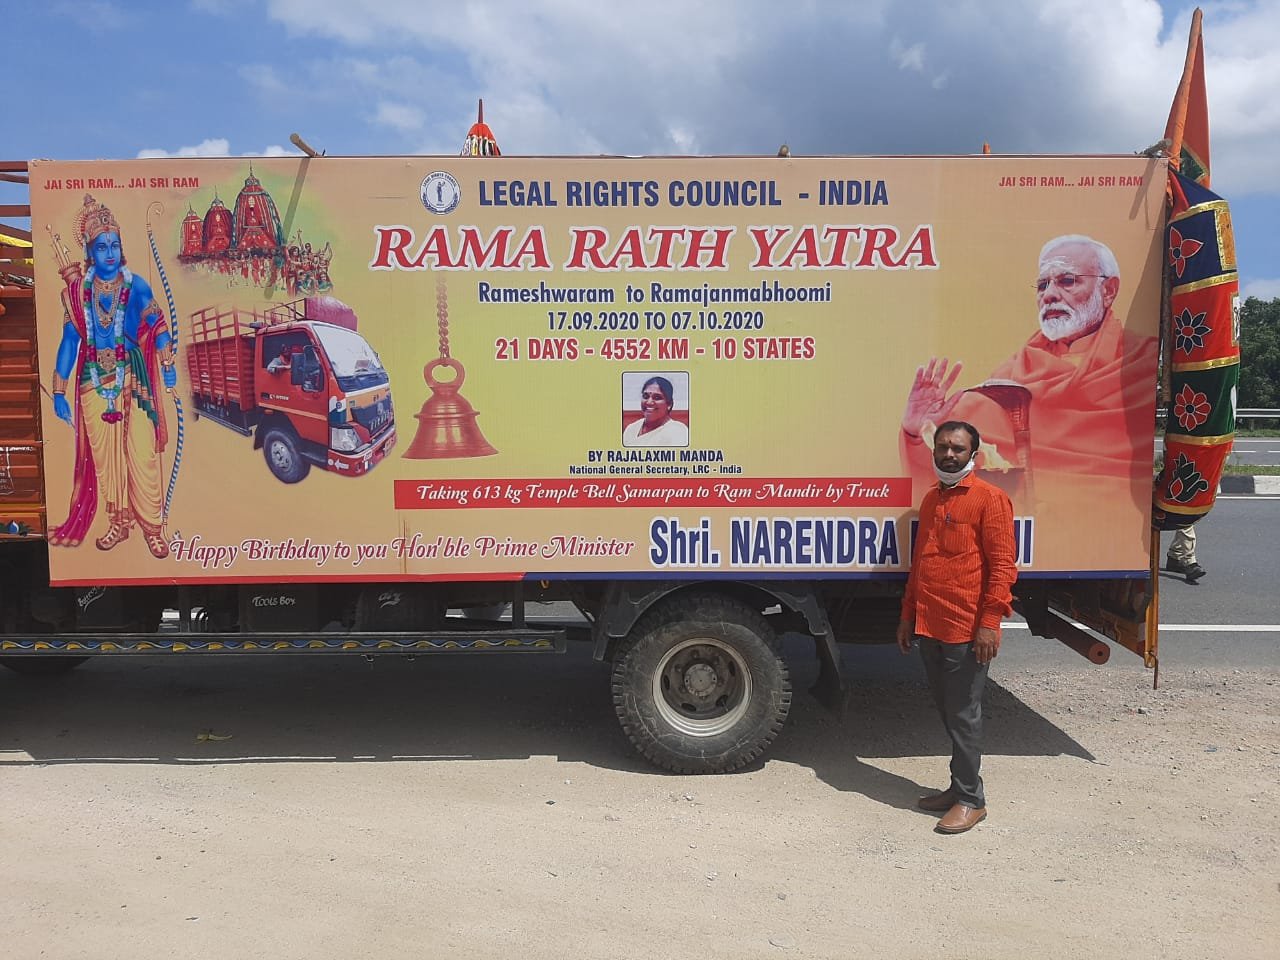 JAI SRI RAM... JAI SRI RAM
JAI SRI RAM... JAI SRI RAM
LEGAL RIGHTS COUNCIL - INDIA
RAMA RATH YATRA
Rameshwaram to Ramajanmabhoomi
17.09.2020 TO 07.10.2020
21 DAYS - 4552 KM - 10 STATES
BY RAJALAXMI MANDA
National General Secretary, LRC - India
Taking 613 kg Temple Bell Samarpan to Ram Mandir by Truck
Happy Birthday to you Hon'ble Prime Minister
Shri. NARENDRA
TOOLS BOX